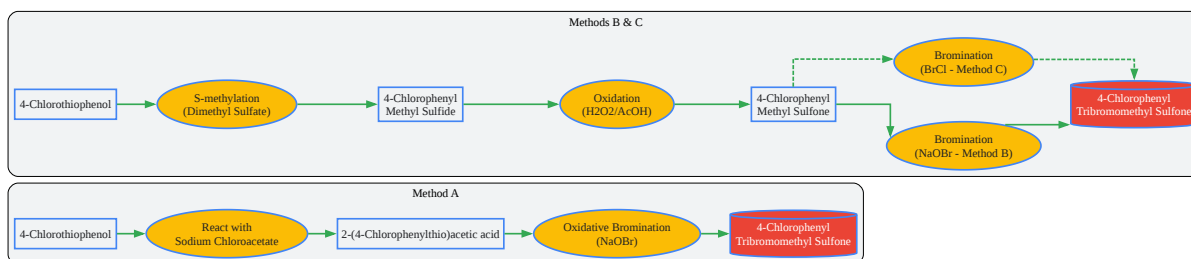 Methods B & C
4-Chlorothiophenol
S-methylation
(Dimethyl Sulfate)
4-Chlorophenyl
Methyl Sulfide
Oxidation
(H2O2/AcOH)
4-Chlorophenyl
Methyl Sulfone
Bromination
(BrCl - Method C)
Bromination
(NaOBr - Method B)
4-Chlorophenyl
Tribromomethyl Sulfone
Method A
4-Chlorothiophenol
React with
Sodium Chloroacetate
2-(4-Chlorophenylthio)acetic acid
Oxidative Bromination
(NaOBr)
4-Chlorophenyl
Tribromomethyl Sulfone